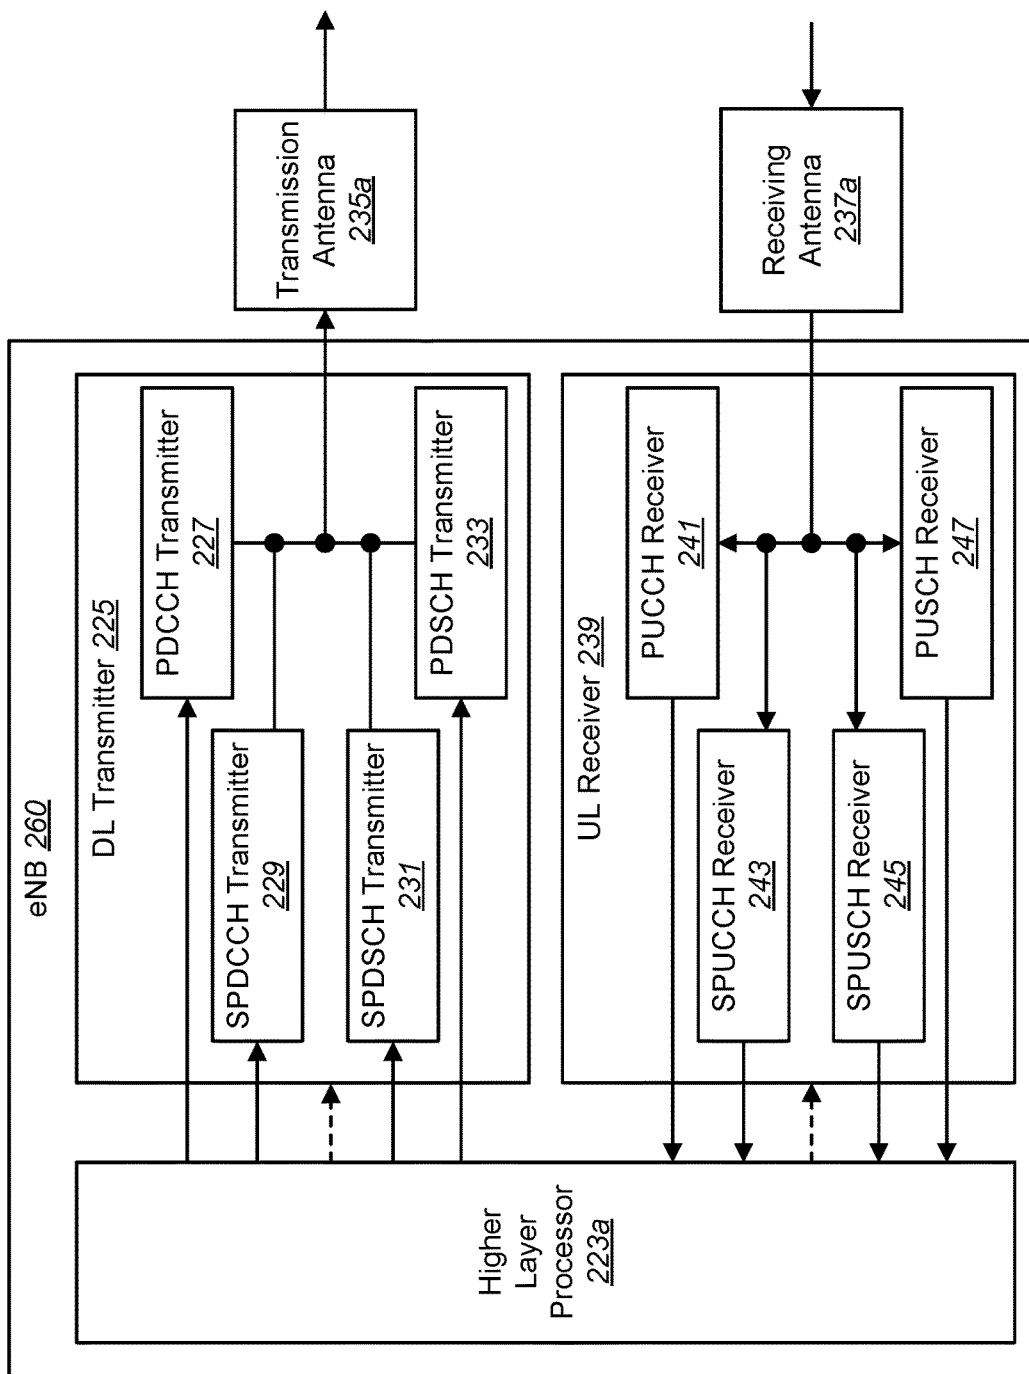 eNB 260
Higher
Layer
Processor
223a
DL Transmitter 225
PDCCH Transmitter
227
SPDCCH Transmitter
229
SPDSCH Transmitter
231
PDSCH Transmitter
233
Transmission
Antenna
235a
UL Receiver 239
PUCCH Receiver
241
SPUCCH Receiver
243
SPUSCH Receiver
245
PUSCH Receiver
247
Receiving
Antenna
237a